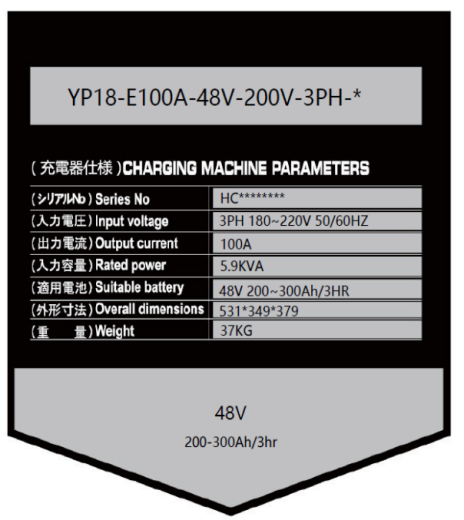 YP18-E100A-48V-200V-3PH-*
(充電器仕様)CHARGING MACHINE PARAMETERS
(シリアルNo) Series No HC********
(入力電圧) Input voltage 3PH 180~220V 50/60HZ
(出力電流) Output current 100A
(入力容量) Rated power 5.9KVA
(適用電池) Suitable battery 48V 200~300Ah/3HR
(外形寸法) Overall dimensions 531*349*379
(重 量) Weight 37KG
48V
200-300Ah/3hr